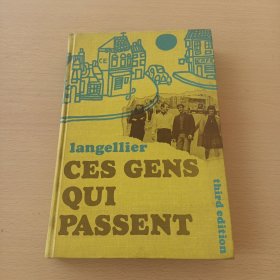 langellier
CES GENS
QUI
PASSENT
third edition